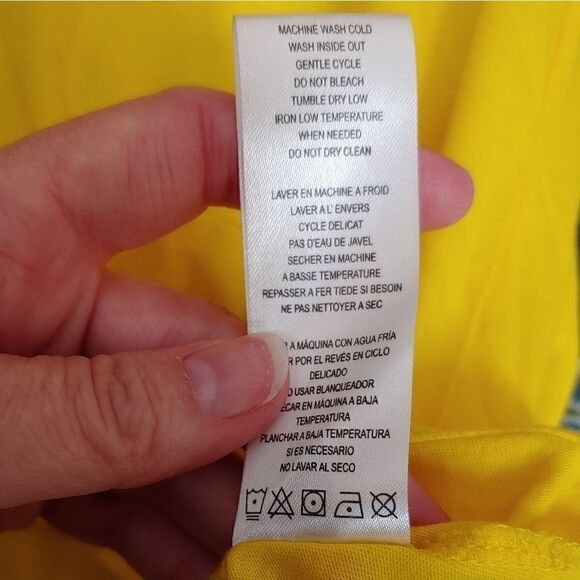 MACHINE WASH COLD
WASH INSIDE OUT
GENTLE CYCLE
DO NOT BLEACH
TUMBLE DRY LOW
IRON LOW TEMPERATURE
WHEN NEEDED
DO NOT DRY CLEAN
LAVER EN MACHINE A FROID
LAVER A L' ENVERS
CYCLE DELICAT
PAS D'EAU DE JAVEL
SECHER EN MACHINE
A BASSE TEMPERATURE
REPASSER A FER TIEDE SI BESOIN
NE PAS NETTOYER A SEC
A MÁQUINA CON AGUA FRÍA
POR EL REVÉS EN CICLO
DELICADO
USAR BLANQUEADOR
EN MÁQUINA A BAJA
TEMPERATURA
PLANCHAR A BAJA TEMPERATURA
SI ES NECESARIO
NO LAVAR AL SECO